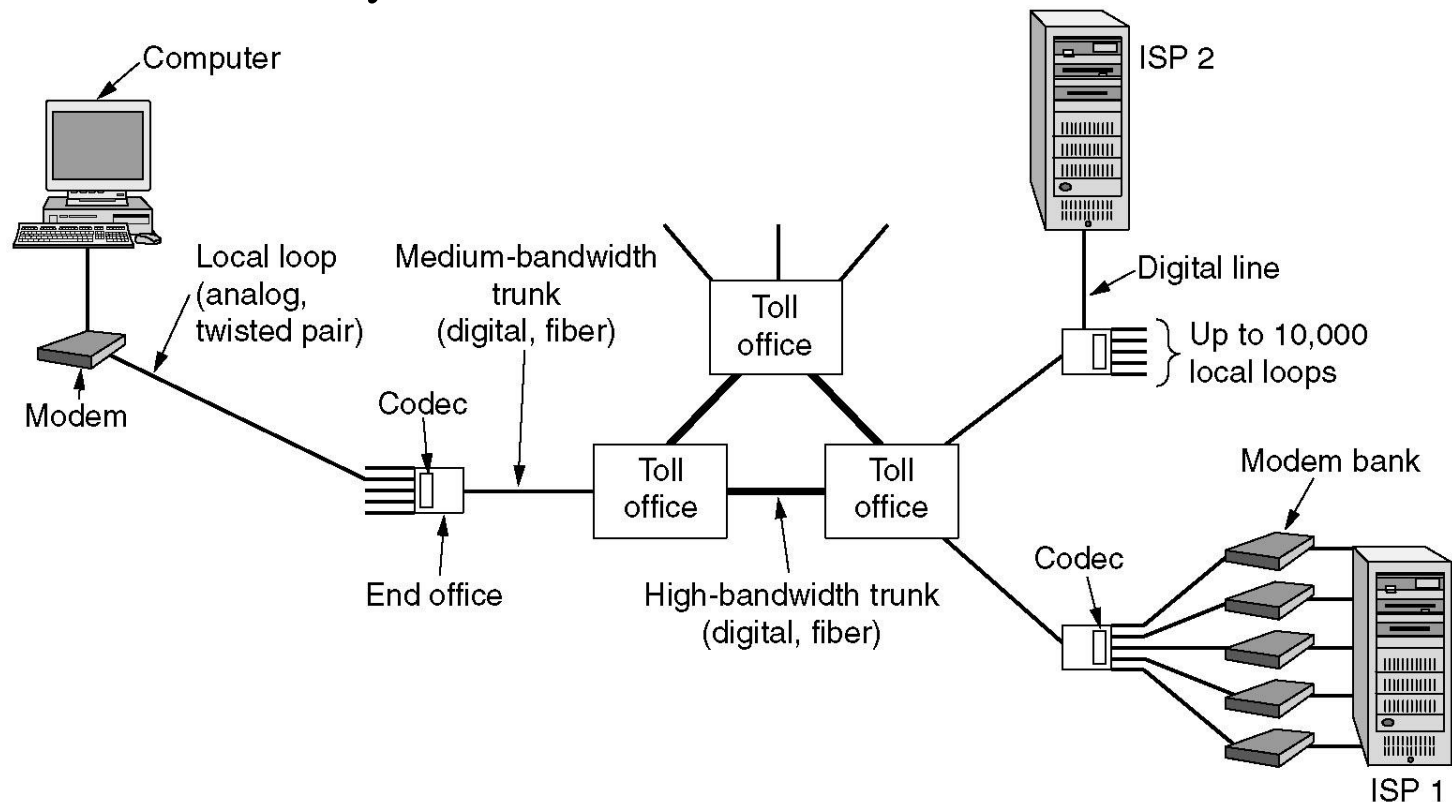 Computer
ISP 2
Local loop
(analog,
twisted pair)
Medium-bandwidth
trunk
(digital, fiber)
Toll
office
Digital line
Up to 10,000
local loops
Modem
Codec
Toll
office
Toll
office
Modem bank
End office
High-bandwidth trunk
(digital, fiber)
Codec
ISP 1